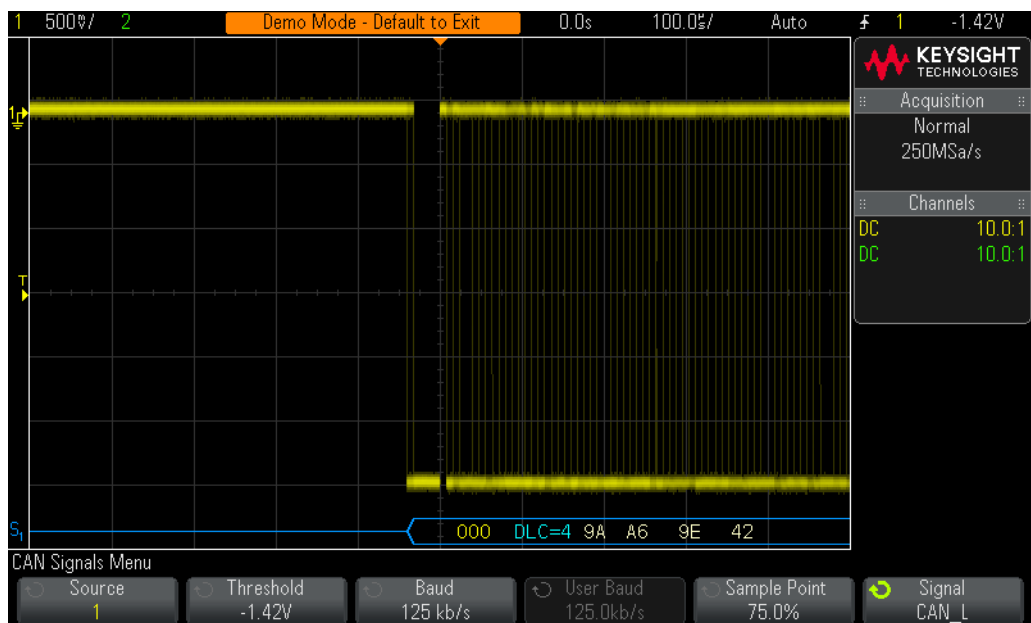 1 500mV/ 2 Demo Mode - Default to Exit 0.0s 100.0us/ Auto 1 -1.42V
KEYSIGHT
TECHNOLOGIES
Acquisition
Normal
250MSa/s
Channels
DC 10.0:1
DC 10.0:1
1
T
S1 000 DLC=4 9A A6 9E 42
CAN Signals Menu
Source Threshold Baud User Baud Sample Point Signal
1 -1.42V 125 kb/s 125.0kb/s 75.0% CAN_L